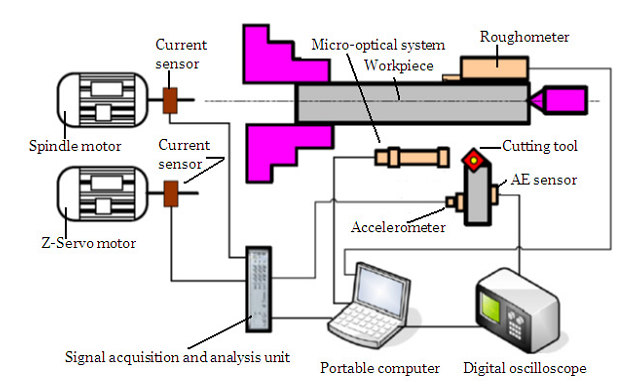 Current
sensor
Micro-optical system
Workpiece
Roughometer
Spindle motor
Current
sensor
Cutting tool
AE sensor
Z-Servo motor
Accelerometer
Signal acquisition and analysis unit
Portable computer
Digital oscilloscope